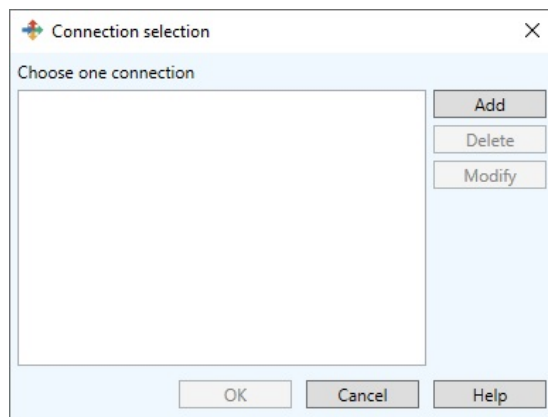 Connection selection
Choose one connection
Add
Delete
Modify
OK
Cancel
Help